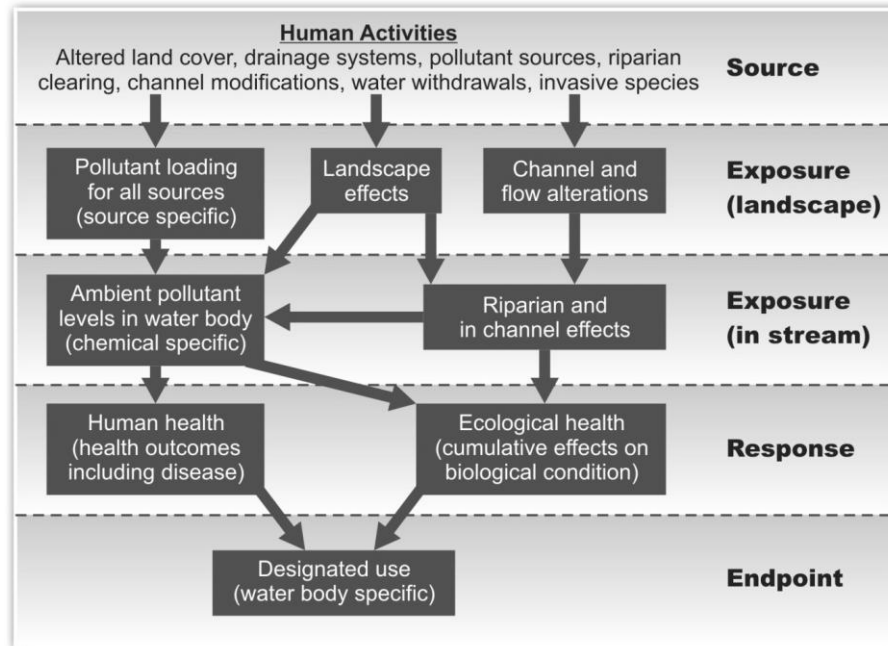 Human Activities
Altered land cover, drainage systems, pollutant sources, riparian
clearing, channel modifications, water withdrawals, invasive species
Source
Pollutant loading
for all sources
(source specific)
Landscape
effects
Channel and
flow alterations
Exposure
(landscape)
Ambient pollutant
levels in water body
(chemical specific)
Riparian and
in channel effects
Exposure
(in stream)
Human health
(health outcomes
including disease)
Ecological health
(cumulative effects on
biological condition)
Response
Designated use
(water body specific)
Endpoint